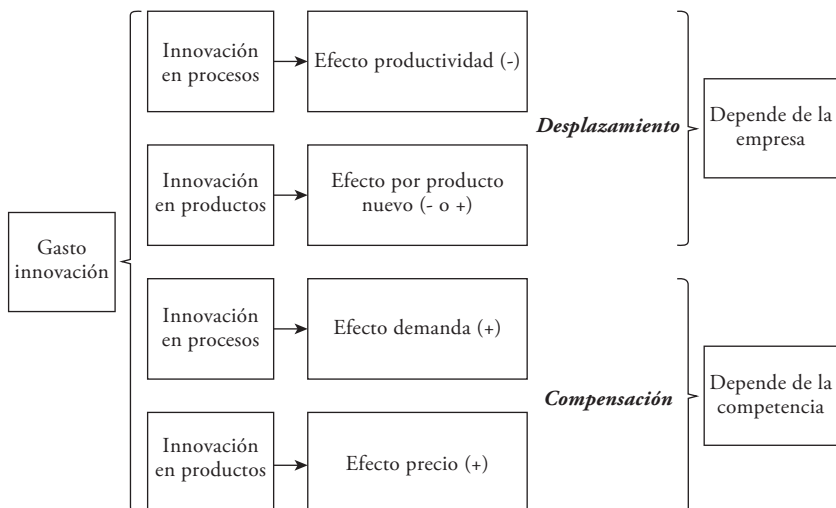 Innovación
en procesos
Efecto productividad (-)
Desplazamiento
Depende de la
empresa
Innovación
en productos
Efecto por producto
nuevo (- o +)
Gasto
innovación
Innovación
en procesos
Efecto demanda (+)
Compensación
Depende de la
competencia
Innovación
en productos
Efecto precio (+)